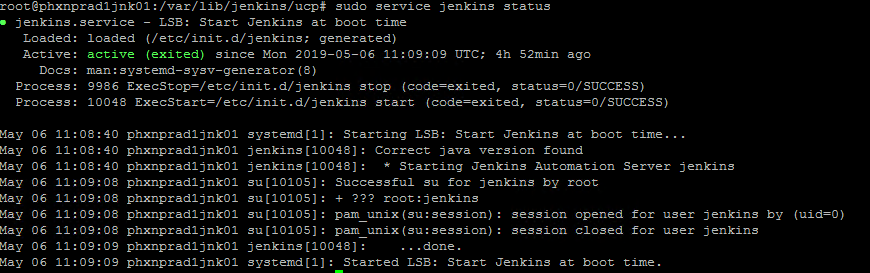 root@phxnprad1jnk01:/var/lib/jenkins/ucp# sudo service jenkins status
● jenkins.service - LSB: Start Jenkins at boot time
Loaded: loaded (/etc/init.d/jenkins; generated)
Active: active (exited) since Mon 2019-05-06 11:09:09 UTC; 4h 52min ago
Docs: man:systemd-sysv-generator(8)
Process: 9986 ExecStop=/etc/init.d/jenkins stop (code=exited, status=0/SUCCESS)
Process: 10048 ExecStart=/etc/init.d/jenkins start (code=exited, status=0/SUCCESS)
May 06 11:08:40 phxnprad1jnk01 systemd[1]: Starting LSB: Start Jenkins at boot time...
May 06 11:08:40 phxnprad1jnk01 jenkins[10048]: Correct java version found
May 06 11:08:40 phxnprad1jnk01 jenkins[10048]:  * Starting Jenkins Automation Server jenkins
May 06 11:09:08 phxnprad1jnk01 su[10105]: Successful su for jenkins by root
May 06 11:09:08 phxnprad1jnk01 su[10105]: + ??? root:jenkins
May 06 11:09:08 phxnprad1jnk01 su[10105]: pam_unix(su:session): session opened for user jenkins by (uid=0)
May 06 11:09:08 phxnprad1jnk01 su[10105]: pam_unix(su:session): session closed for user jenkins
May 06 11:09:09 phxnprad1jnk01 jenkins[10048]:    ...done.
May 06 11:09:09 phxnprad1jnk01 systemd[1]: Started LSB: Start Jenkins at boot time.